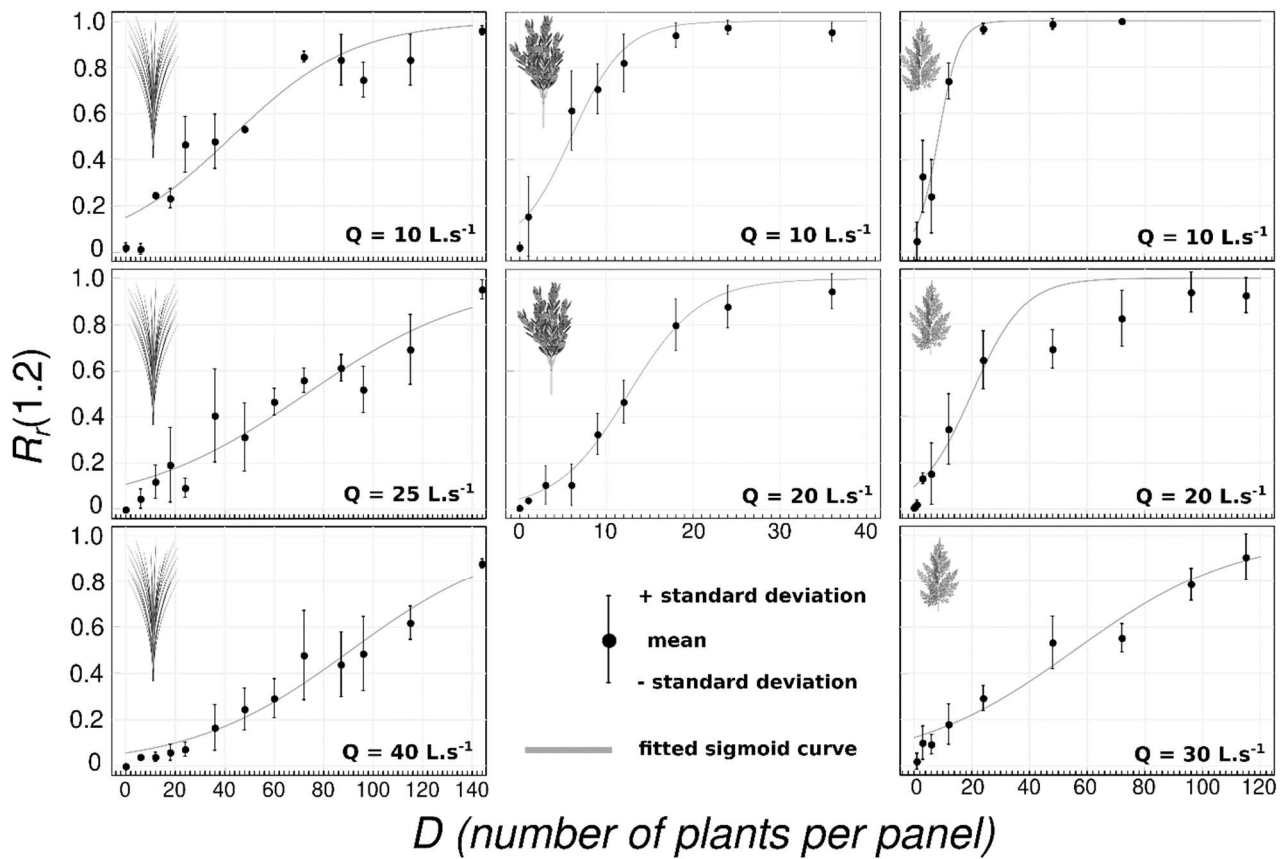 1.0
0.8
0.6
0.4
0.2
0
Q = 10 L.s-1
Q = 10 L.s-1
Q = 10 L.s-1
1.0
0.8
0.6
0.4
0.2
0
Q = 25 L.s-1
Q = 20 L.s-1
Q = 20 L.s-1
0 10 20 30 40
Rr(1.2)
1.0
0.8
0.6
0.4
0.2
0
Q = 40 L.s-1
+ standard deviation
mean
- standard deviation
fitted sigmoid curve
Q = 30 L.s-1
0 20 40 60 80 100 120 140
0 20 40 60 80 100 120
D (number of plants per panel)